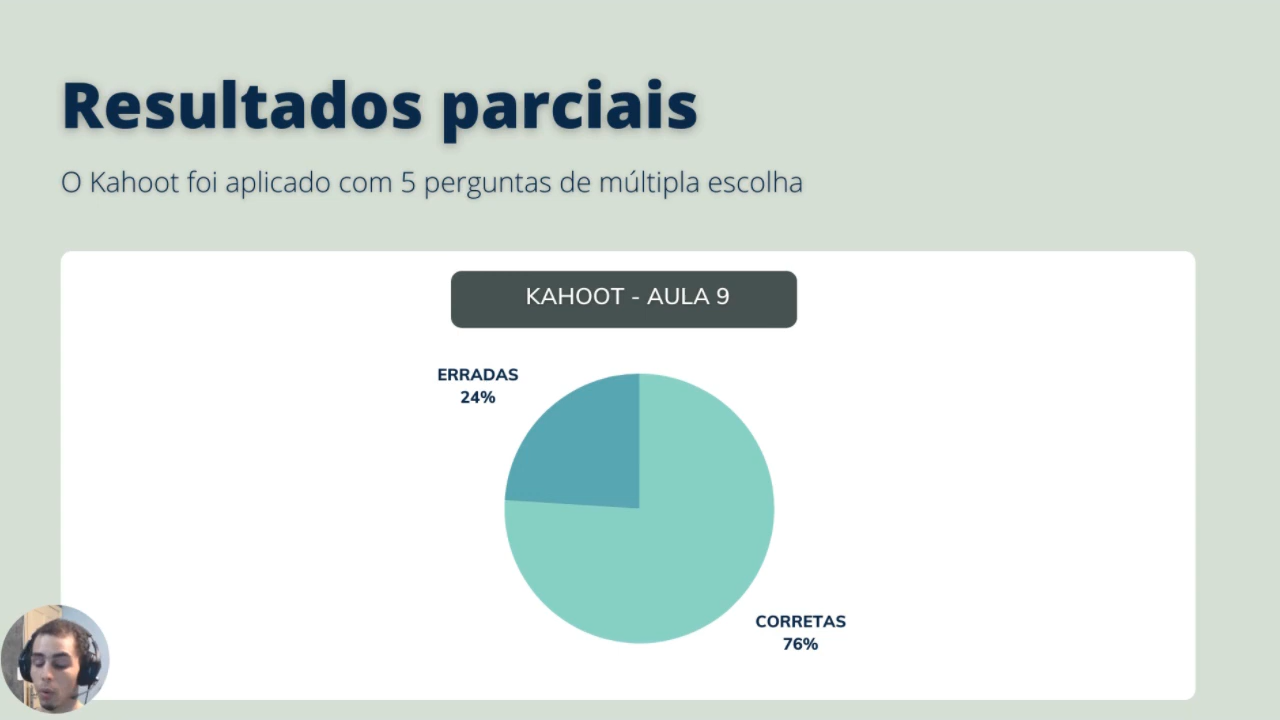 Resultados parciais
O Kahoot foi aplicado com 5 perguntas de múltipla escolha
KAHOOT - AULA 9
ERRADAS
24%
CORRETAS
76%